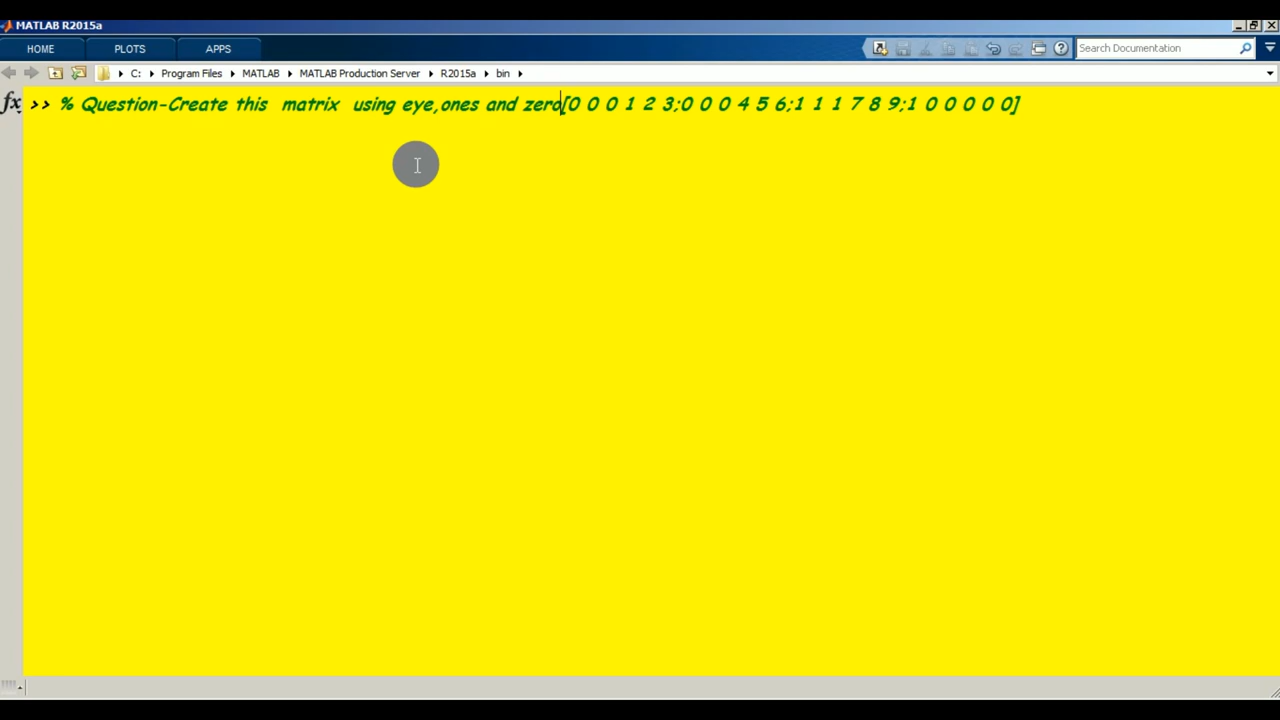 MATLAB R2015a
HOME PLOTS APPS Search Documentation
C: Program Files MATLAB MATLAB Production Server R2015a bin
fx >> % Question-Create this matrix using eye,ones and zero[0 0 0 1 2 3;0 0 0 4 5 6;1 1 1 7 8 9;1 0 0 0 0 0]